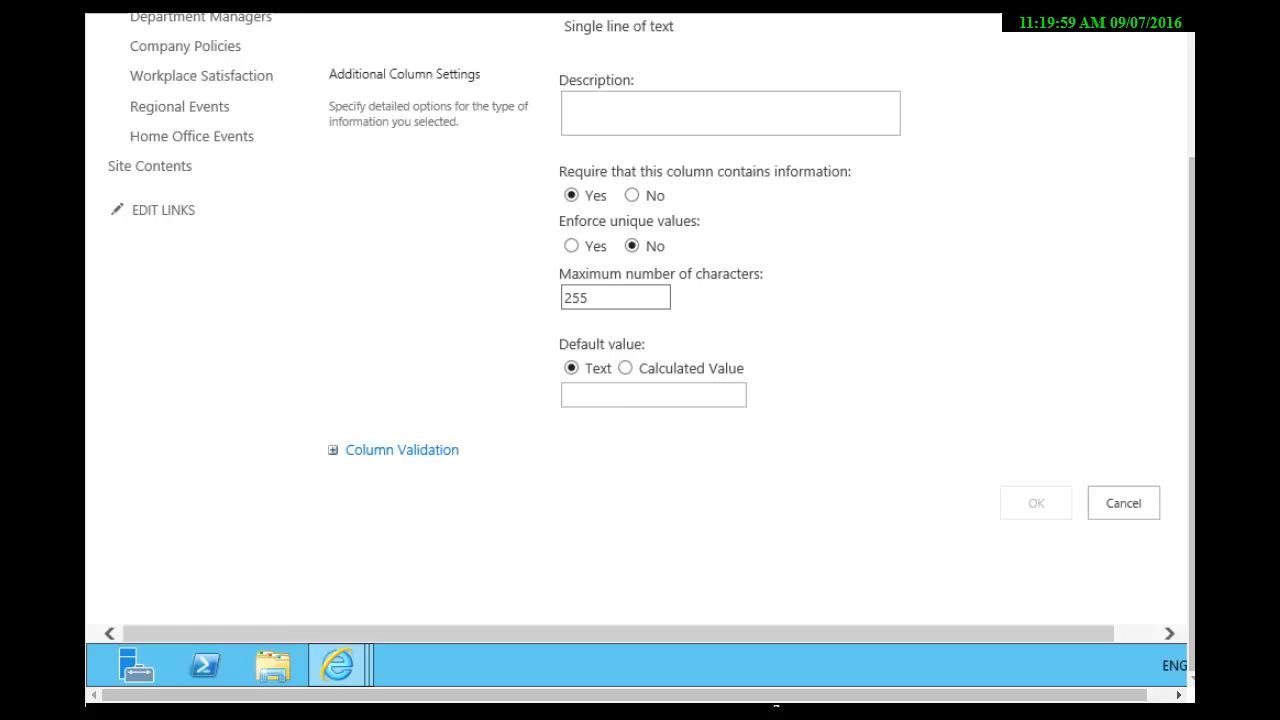 11:19:59 AM 09/07/2016
Department Managers
Company Policies
Workplace Satisfaction
Regional Events
Home Office Events
Site Contents
EDIT LINKS
Additional Column Settings
Specify detailed options for the type of
information you selected.
Single line of text
Description:
Require that this column contains information:
Yes No
Enforce unique values:
Yes No
Maximum number of characters:
255
Default value:
Text Calculated Value
Column Validation
OK Cancel
ENG